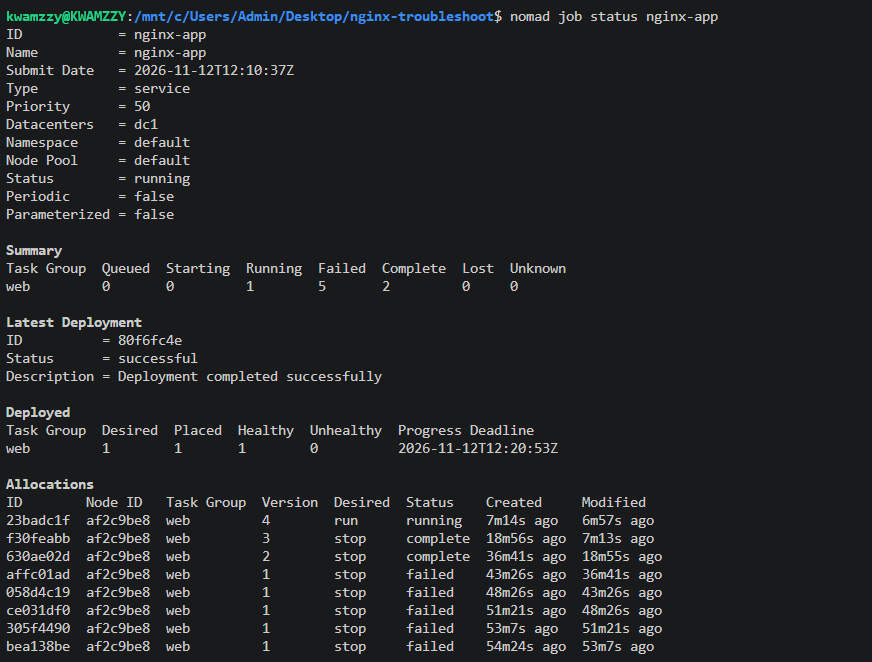 kwamzzy@KWAMZZY:/mnt/c/Users/Admin/Desktop/nginx-troubleshoot$ nomad job status nginx-app
ID            = nginx-app
Name          = nginx-app
Submit Date   = 2026-11-12T12:10:37Z
Type          = service
Priority      = 50
Datacenters   = dc1
Namespace     = default
Node Pool     = default
Status        = running
Periodic      = false
Parameterized = false

Summary
Task Group  Queued  Starting  Running  Failed  Complete  Lost  Unknown
web         0       0         1        5       2         0     0

Latest Deployment
ID          = 80f6fc4e
Status      = successful
Description = Deployment completed successfully

Deployed
Task Group  Desired  Placed  Healthy  Unhealthy  Progress Deadline
web         1        1       1        0          2026-11-12T12:20:53Z

Allocations
ID        Node ID   Task Group  Version  Desired  Status    Created     Modified
23badc1f  af2c9be8  web         4        run      running   7m14s ago   6m57s ago
f30feabb  af2c9be8  web         3        stop     complete  18m56s ago  7m13s ago
630ae02d  af2c9be8  web         2        stop     complete  36m41s ago  18m55s ago
affc01ad  af2c9be8  web         1        stop     failed    43m26s ago  36m41s ago
058d4c19  af2c9be8  web         1        stop     failed    48m26s ago  43m26s ago
ce031df0  af2c9be8  web         1        stop     failed    51m21s ago  48m26s ago
305f4490  af2c9be8  web         1        stop     failed    53m7s ago   51m21s ago
bea138be  af2c9be8  web         1        stop     failed    54m24s ago  53m7s ago